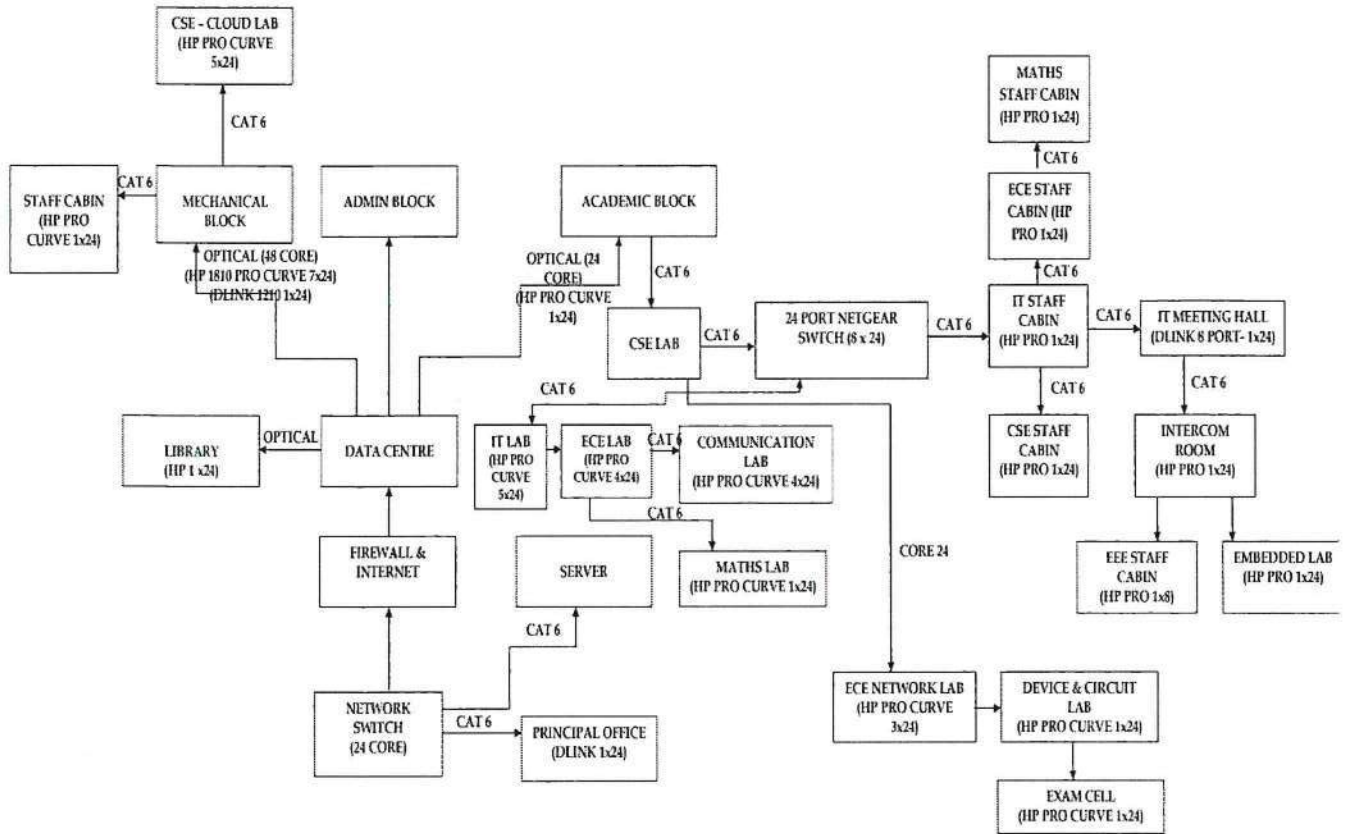 CSE – CLOUD LAB
(HP PRO CURVE
5x24)
CAT 6
STAFF CABIN
(HP PRO
CURVE 1x24)
CAT 6
MECHANICAL
BLOCK
ADMIN BLOCK
ACADEMIC BLOCK
OPTICAL (48 CORE)
(HP 1810 PRO CURVE 7x24)
(DLINK 1210 1x24)
OPTICAL (24
CORE)
(HP PRO CURVE
1x24)
CAT 6
MATHS
STAFF CABIN
(HP PRO 1x24)
CAT 6
ECE STAFF
CABIN (HP
PRO 1x24)
CAT 6
CSE LAB
CAT 6
24 PORT NETGEAR
SWTCH (8 x 24)
CAT 6
IT STAFF
CABIN
(HP PRO 1x24)
CAT 6
IT MEETING HALL
(DLINK 8 PORT- 1x24)
CAT 6
CAT 6
CSE STAFF
CABIN
(HP PRO 1x24)
INTERCOM
ROOM
(HP PRO 1x24)
EEE STAFF
CABIN
(HP PRO 1x8)
EMBEDDED LAB
(HP PRO 1x24)
CAT 6
LIBRARY
(HP 1 x24)
OPTICAL
DATA CENTRE
IT LAB
(HP PRO
CURVE
5x24)
ECE LAB
(HP PRO
CURVE 4x24)
CAT 6
COMMUNICATION
LAB
(HP PRO CURVE 4x24)
CAT 6
MATHS LAB
(HP PRO CURVE 1x24)
CORE 24
FIREWALL &
INTERNET
SERVER
CAT 6
NETWORK
SWITCH
(24 CORE)
CAT 6
PRINCIPAL OFFICE
(DLINK 1x24)
ECE NETWORK LAB
(HP PRO CURVE
3x24)
DEVICE & CIRCUIT
LAB
(HP PRO CURVE 1x24)
EXAM CELL
(HP PRO CURVE 1x24)